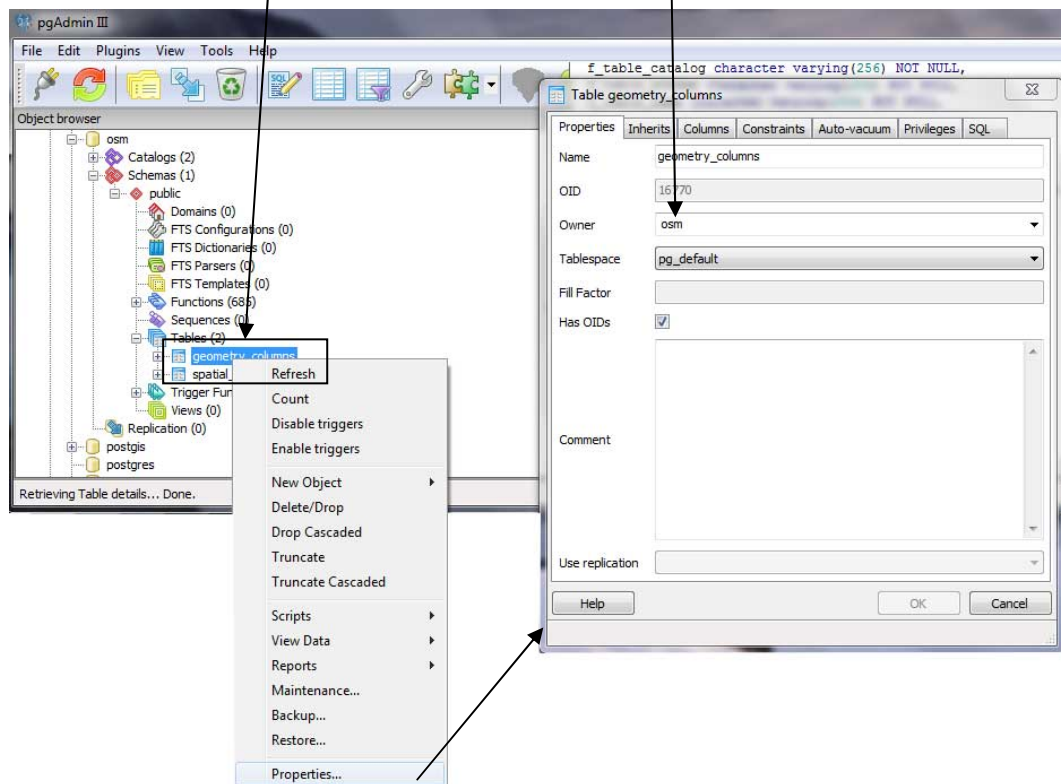 pgAdmin III
File Edit Plugins View Tools Help
Object browser
osm
Catalogs (2)
Schemas (1)
public
Domains (0)
FTS Configurations (0)
FTS Dictionaries (0)
FTS Parsers (0)
FTS Templates (0)
Functions (685)
Sequences (0)
Tables (2)
geometry_columns
spatial_
Trigger Fun
Views (0)
Replication (0)
postgis
postgres
Retrieving Table details... Done.
Refresh
Count
Disable triggers
Enable triggers
New Object
Delete/Drop
Drop Cascaded
Truncate
Truncate Cascaded
Scripts
View Data
Reports
Maintenance...
Backup...
Restore...
Properties...
f_table_catalog character varying(256) NOT NULL,
Table geometry_columns
Properties Inherits Columns Constraints Auto-vacuum Privileges SQL
Name geometry_columns
OID 16770
Owner osm
Tablespace pg_default
Fill Factor
Has OIDs
Comment
Use replication
Help OK Cancel